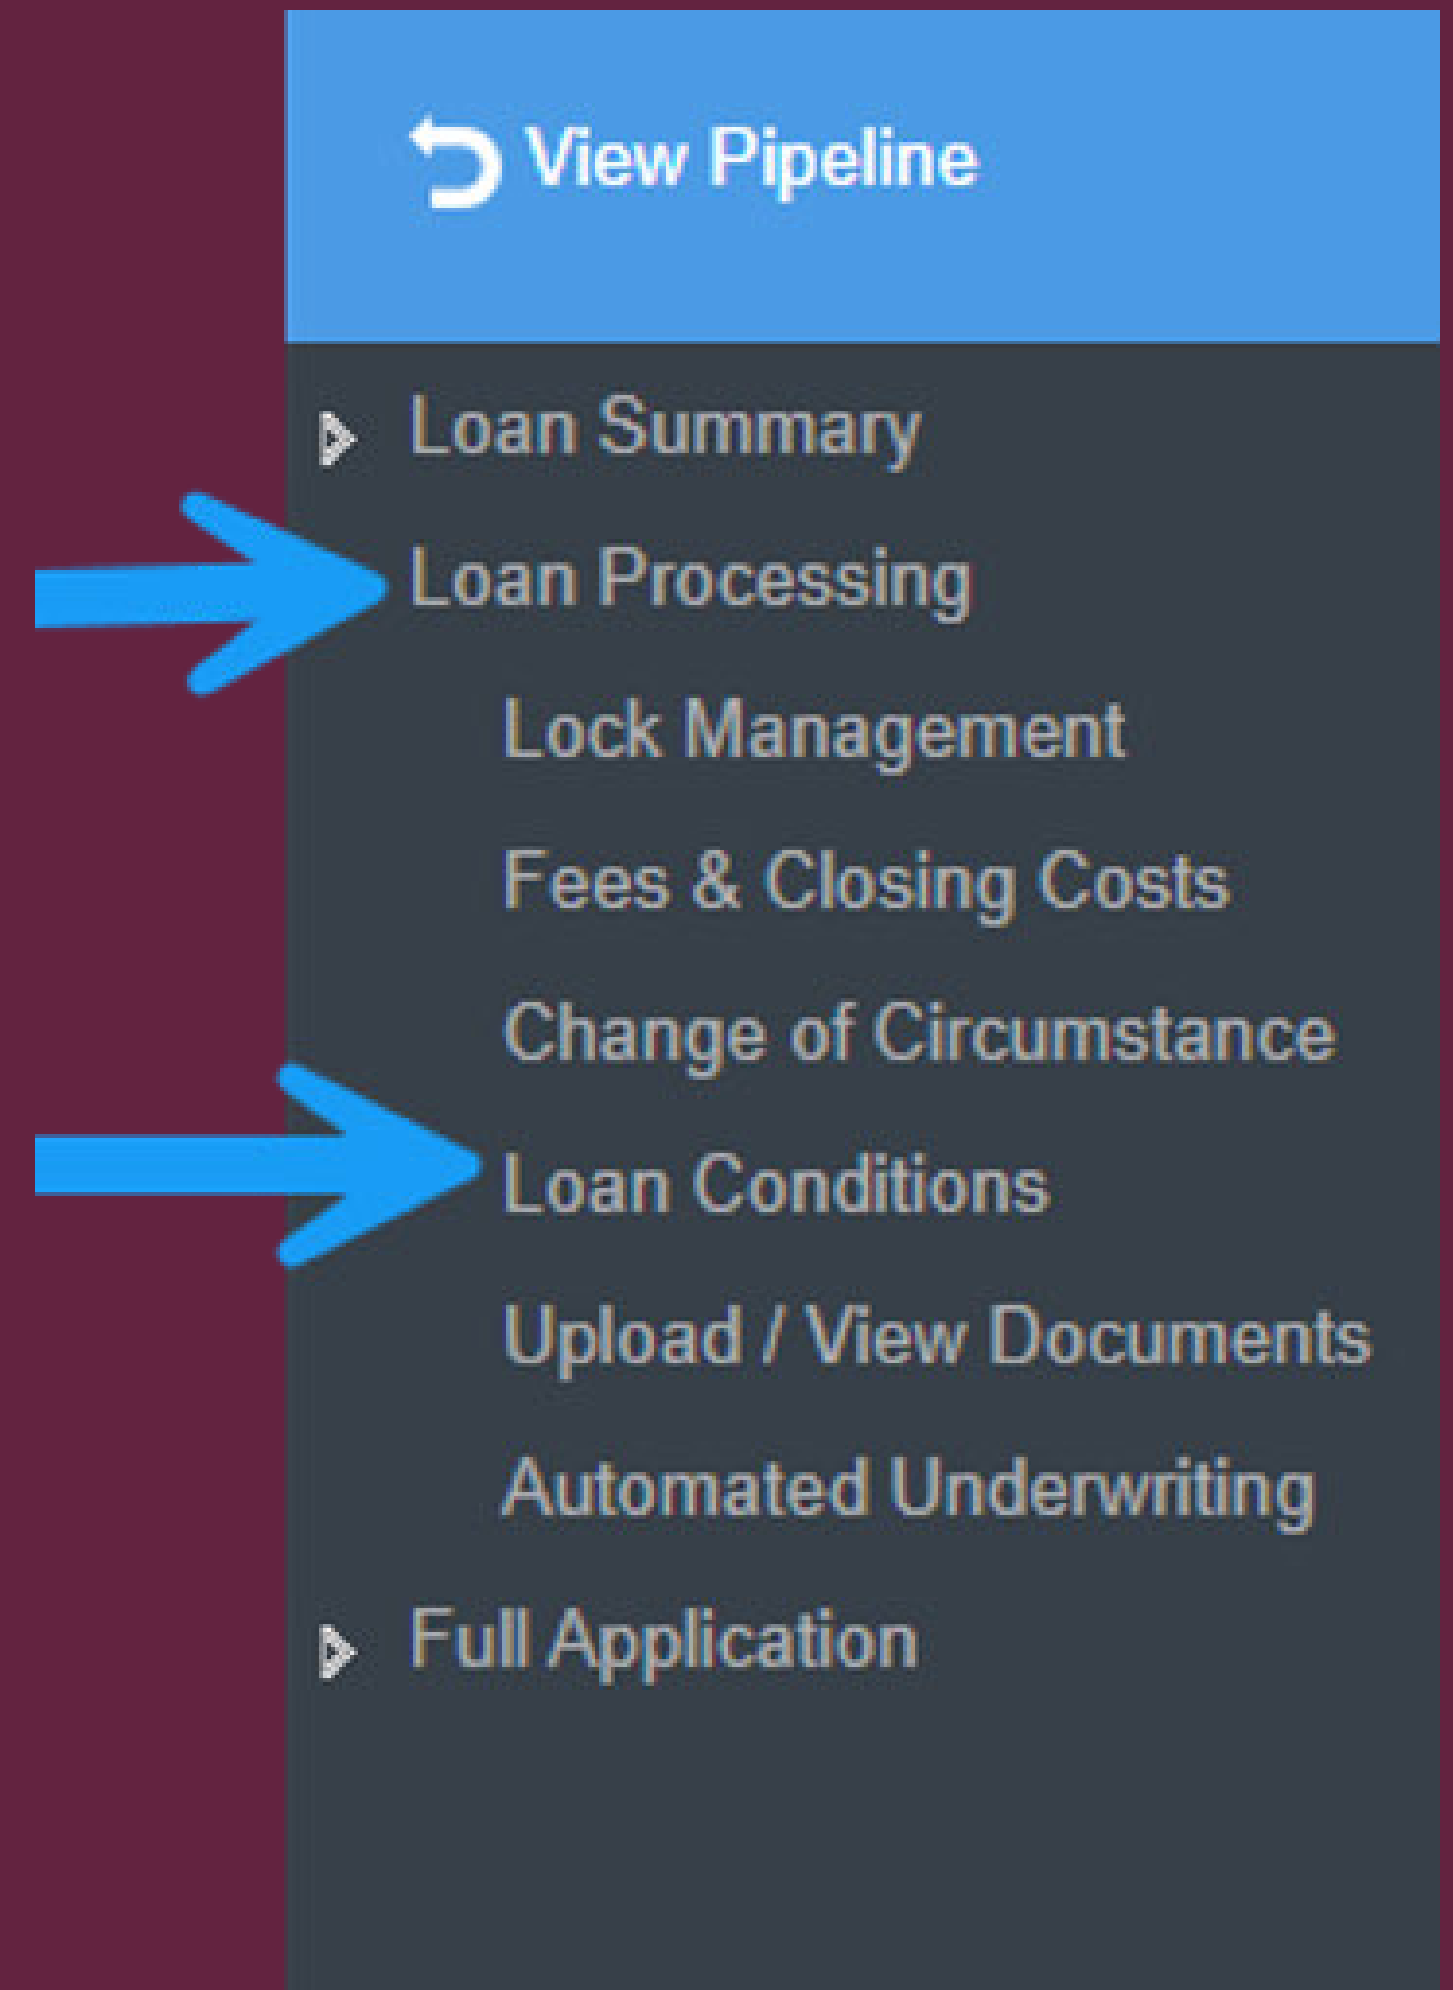 View Pipeline
Loan Summary
Loan Processing
Lock Management
Fees & Closing Costs
Change of Circumstance
Loan Conditions
Upload / View Documents
Automated Underwriting
Full Application